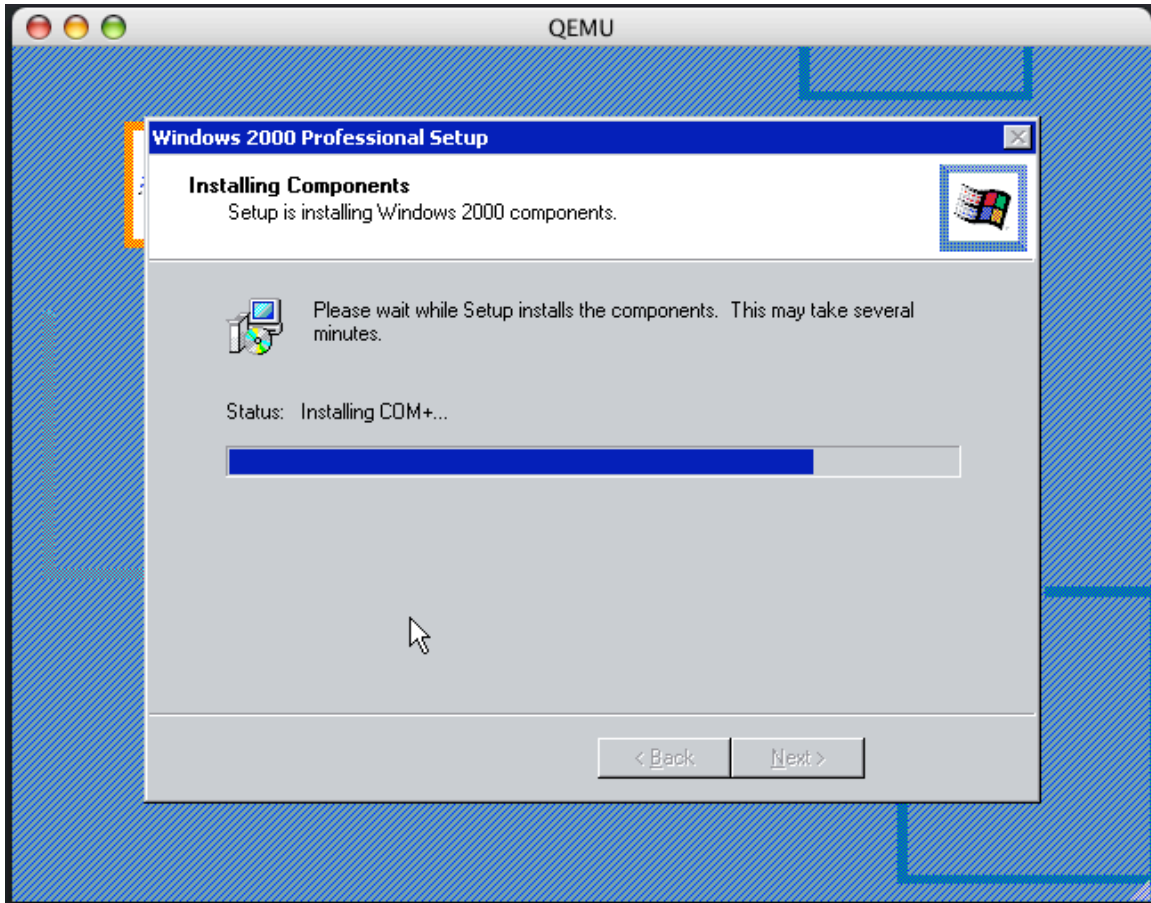 QEMU
Windows 2000 Professional Setup
Installing Components
Setup is installing Windows 2000 components.
Please wait while Setup installs the components.  This may take several
minutes.
Status:  Installing COM+...
< Back
Next >